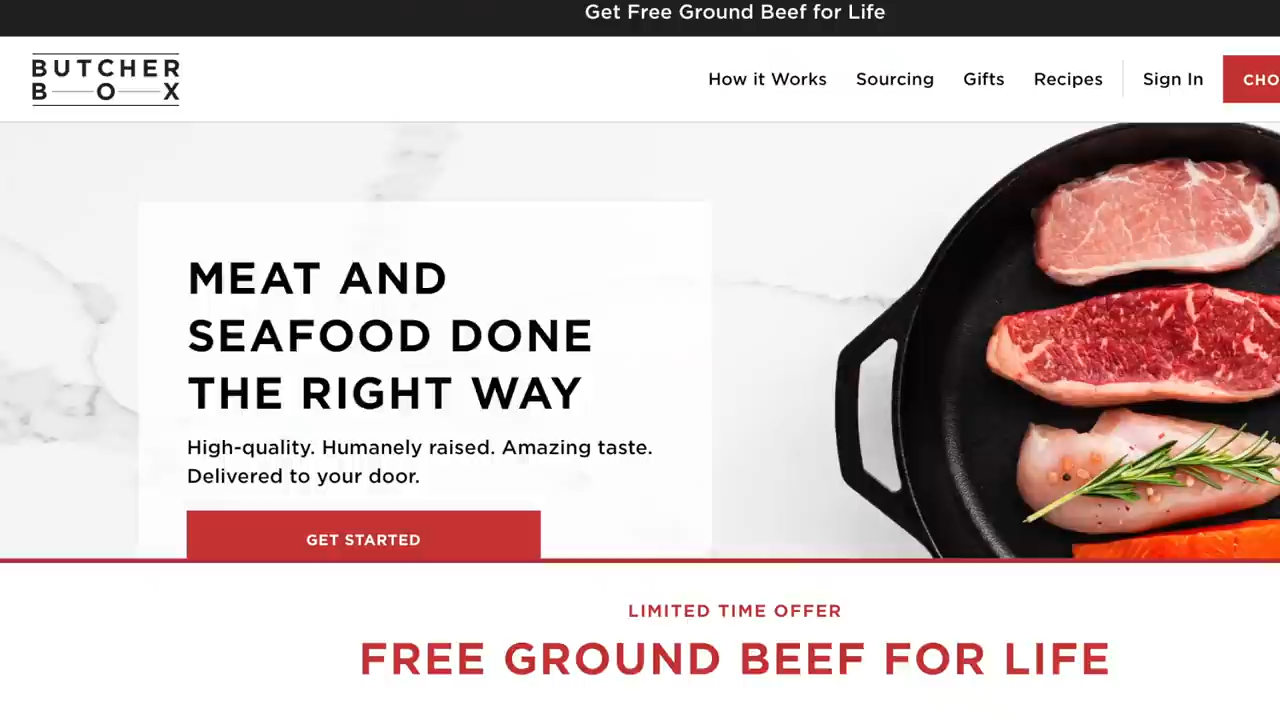 Get Free Ground Beef for Life
BUTCHER
BOX
How it Works
Sourcing
Gifts
Recipes
Sign In
CHO
MEAT AND
SEAFOOD DONE
THE RIGHT WAY
High-quality. Humanely raised. Amazing taste.
Delivered to your door.
GET STARTED
LIMITED TIME OFFER
FREE GROUND BEEF FOR LIFE